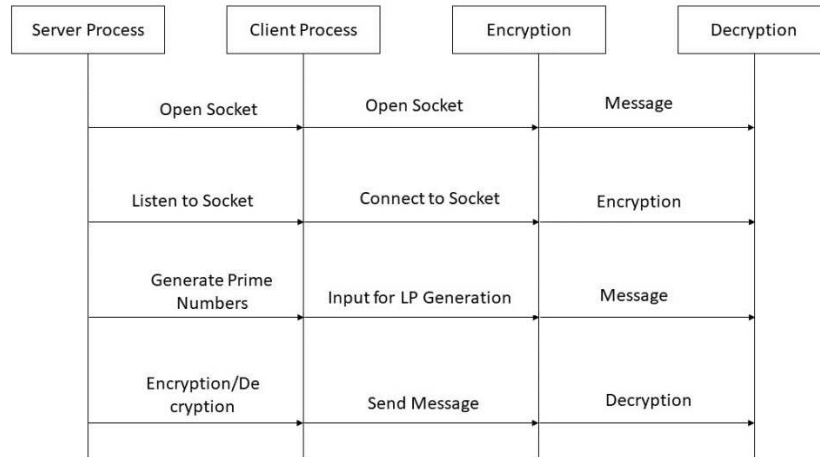 Server Process
Client Process
Encryption
Decryption
Open Socket
Open Socket
Message
Listen to Socket
Connect to Socket
Encryption
Generate Prime
Numbers
Input for LP Generation
Message
Encryption/De
cryption
Send Message
Decryption